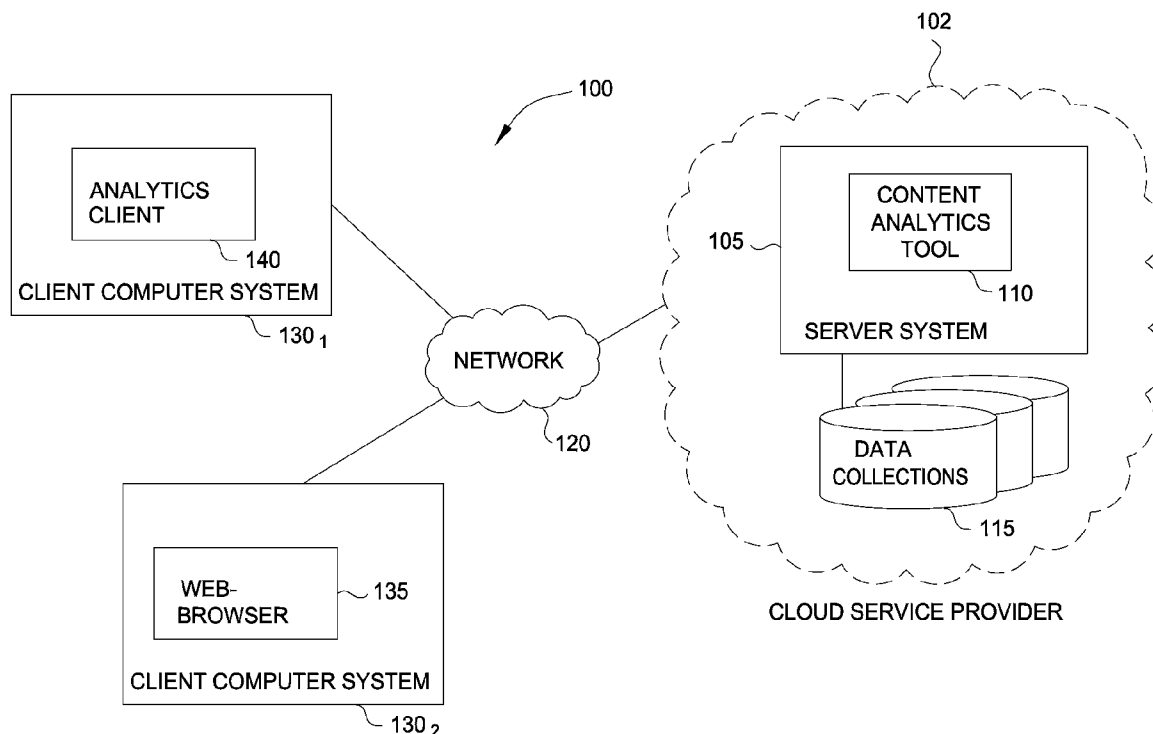 102
100
ANALYTICS
CLIENT
140
CLIENT COMPUTER SYSTEM
130 1
CONTENT
ANALYTICS
TOOL
105
110
SERVER SYSTEM
NETWORK
120
DATA
COLLECTIONS
115
CLOUD SERVICE PROVIDER
WEB-
BROWSER
135
CLIENT COMPUTER SYSTEM
130 2